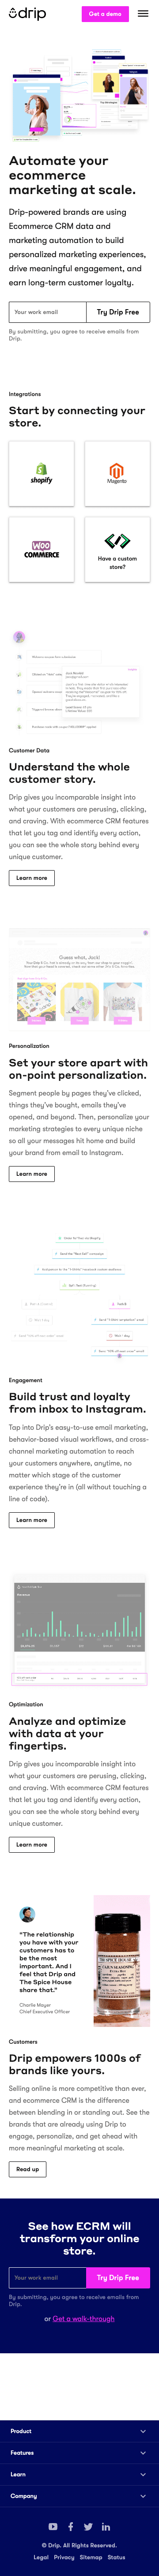 drip
Get a demo
Automate your
ecommerce
marketing at scale.
Drip-powered brands are using
Ecommerce CRM data and
marketing automation to build
personalized marketing experiences,
drive meaningful engagement, and
earn long-term customer loyalty.
Your work email
Try Drip Free
By submitting, you agree to receive emails from
Drip.
Integrations
Start by connecting your
store.
shopify
Magento
WOO
COMMERCE
Have a custom
store?
Customer Data
Understand the whole
customer story.
Drip gives you incomparable insight into
what your customers are perusing, clicking,
and craving. With ecommerce CRM features
that let you tag and identify every action,
you can see the whole story behind every
unique customer.
Learn more
Guess what, Jack!
Personalization
Set your store apart with
on-point personalization.
Segment people by pages they've clicked,
things they've bought, emails they've
opened, and beyond. Then, personalize your
marketing strategies to every unique niche
so all your messages hit home and build
your brand from email to Instagram.
Learn more
Engagement
Build trust and loyalty
from inbox to Instagram.
Tap into Drip's easy-to-use email marketing,
behavior-based visual workflows, and cross-
channel marketing automation to reach
your customers anywhere, anytime, no
matter which stage of the customer
experience they're in (all without touching a
line of code).
Learn more
Optimization
Analyze and optimize
with data at your
fingertips.
Drip gives you incomparable insight into
what your customers are perusing, clicking,
and craving. With ecommerce CRM features
that let you tag and identify every action,
you can see the whole story behind every
unique customer.
Learn more
"The relationship
you have with your
customers has to
be the most
important. And I
feel that Drip and
The Spice House
share that."
Charlie Mayer
Chief Executive Officer
THE SPICE HOUSE
Customers
Drip empowers 1000s of
brands like yours.
Selling online is more competitive than ever,
and ecommerce CRM is the difference
between blending in or standing out. See the
brands that are already using Drip to
engage, personalize, and get ahead with
more meaningful marketing at scale.
Read up
See how ECRM will
transform your online
store.
Your work email
Try Drip Free
By submitting, you agree to receive emails from
Drip.
or Get a walk-through
Product
Features
Learn
Company
© Drip. All Rights Reserved.
Legal Privacy Sitemap Status